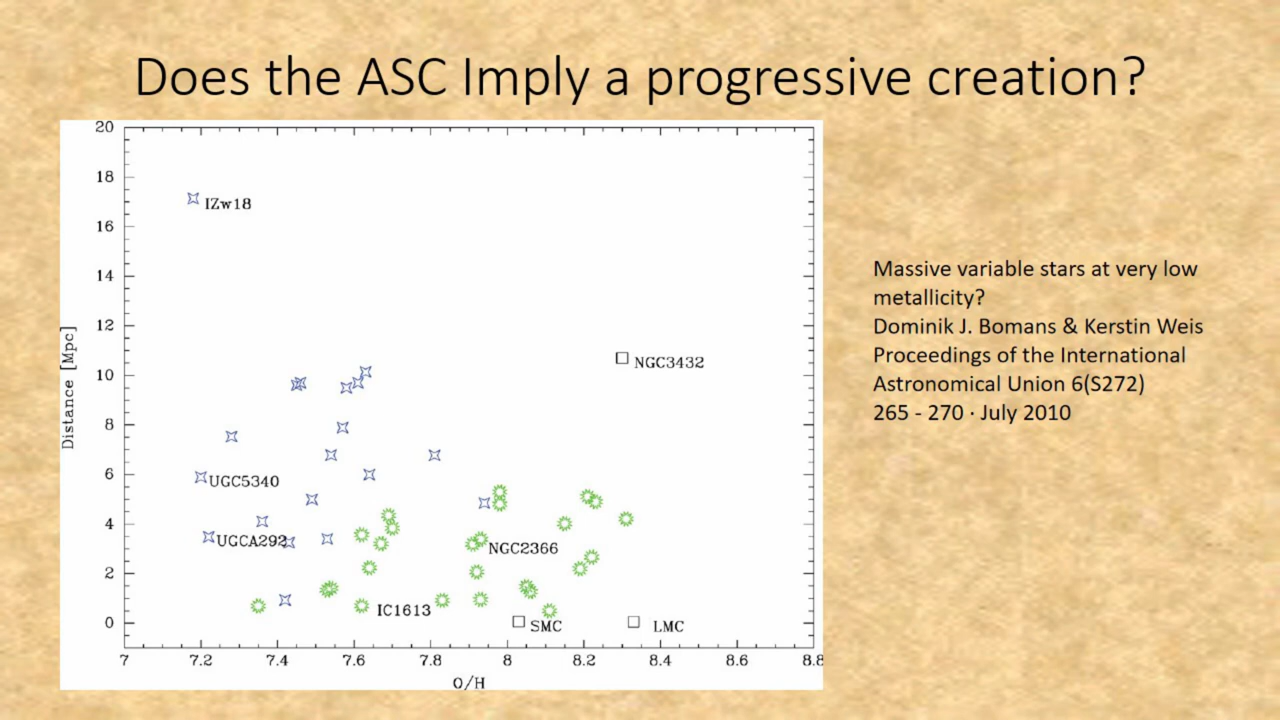 Does the ASC Imply a progressive creation?
20
18
16
14
12
10
8
6
4
2
0
Distance [Mpc]
IZw18
NGC3432
UGC5340
UGCA292
NGC2366
IC1613
SMC
LMC
7
7.2
7.4
7.6
7.8
8
8.2
8.4
8.6
8.8
O/H
Massive variable stars at very low
metallicity?
Dominik J. Bomans & Kerstin Weis
Proceedings of the International
Astronomical Union 6(S272)
265 - 270 · July 2010